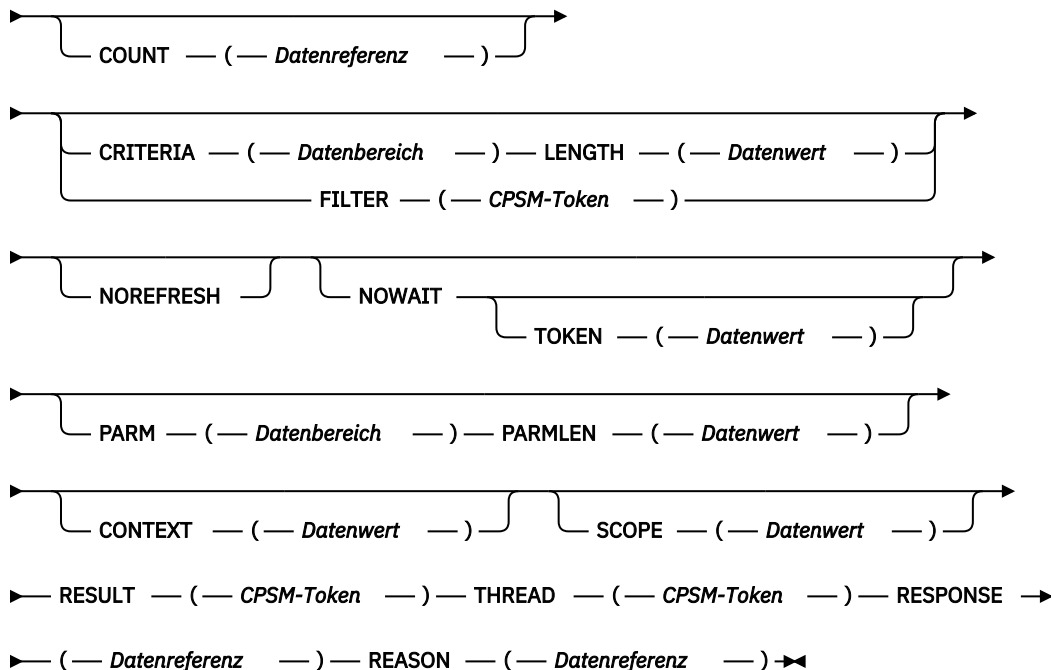 COUNT ( Datenreferenz )
CRITERIA ( Datenbereich ) LENGTH ( Datenwert )
FILTER ( CPSM-Token )
NOREFRESH NOWAIT
TOKEN ( Datenwert )
PARM ( Datenbereich ) PARMLEN ( Datenwert )
CONTEXT ( Datenwert ) SCOPE ( Datenwert )
RESULT ( CPSM-Token ) THREAD ( CPSM-Token ) RESPONSE
( Datenreferenz ) REASON ( Datenreferenz )